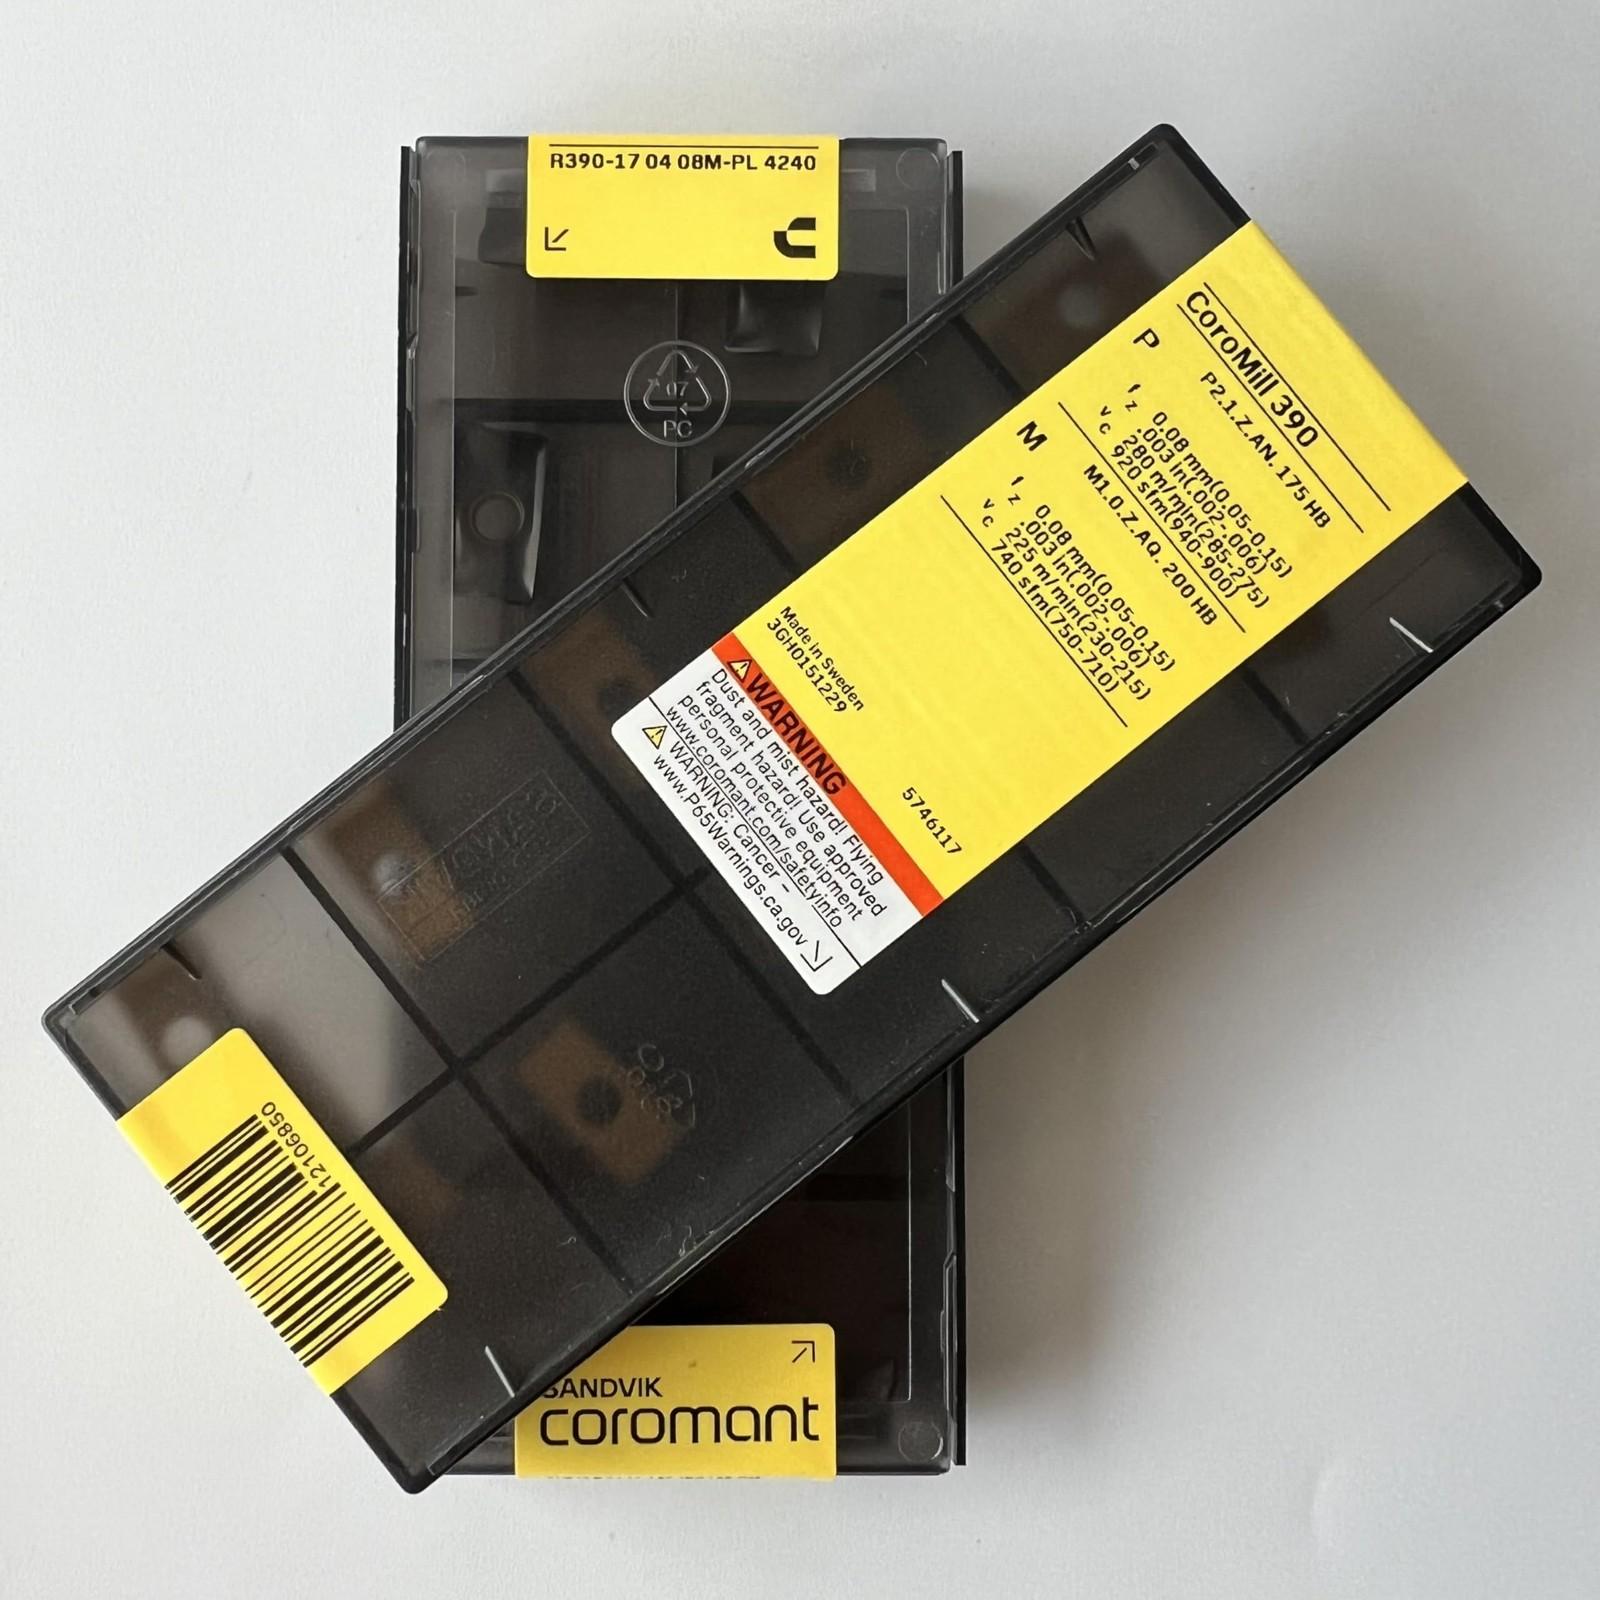 R390-17 04 08M-PL 4240
07
PC
CoroMill 390
P
P2.1.Z.AN. 175 HB
fz 0.08 mm(0.05-0.15)
.003 in(.002-.006)
vc 280 m/min(285-275)
920 sfm(940-900)
M
M1.0.Z.AQ. 200 HB
fz 0.08 mm(0.05-0.15)
.003 in(.002-.006)
vc 225 m/min(230-215)
740 sfm(750-710)
Made in Sweden
3GH0151229
5746117
WARNING
Dust and mist hazard! Flying
fragment hazard! Use approved
personal protective equipment
www.coromant.com/safetyinfo
WARNING: Cancer –
www.P65Warnings.ca.gov
12106850
SANDVIK
coromant